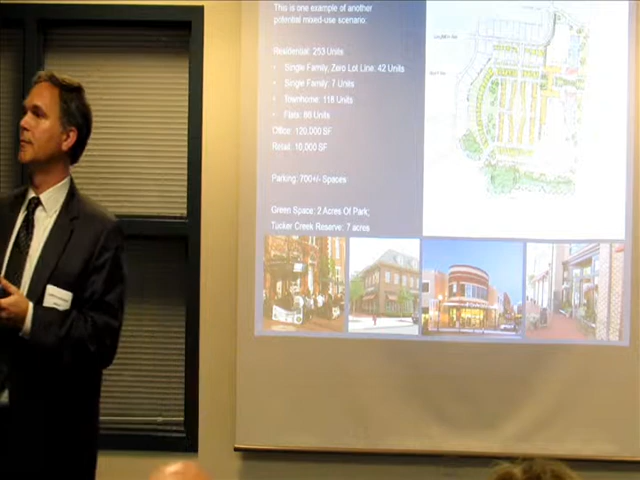 This is one example of another
potential mixed-use scenario:
Residential: 253 Units
- Single Family, Zero Lot Line: 42 Units
- Single Family: 7 Units
- Townhome: 118 Units
- Flats: 86 Units
Office: 120,000 SF
Retail: 10,000 SF
Parking: 700+/- Spaces
Green Space: 2 Acres Of Park;
Tucker Creek Reserve: 7 acres